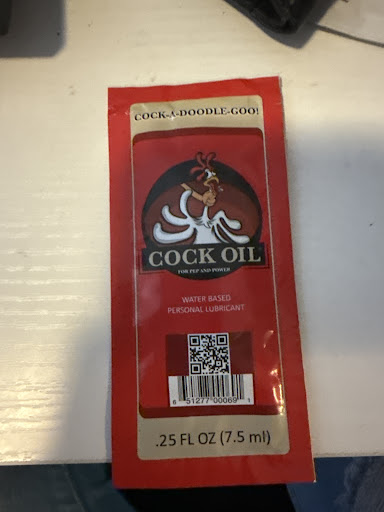 COCK-A-DOODLE-GOO!
COCK OIL
FOR PEP AND POWER
WATER BASED
PERSONAL LUBRICANT
6 51277 00069 1
.25 FL OZ (7.5 ml)